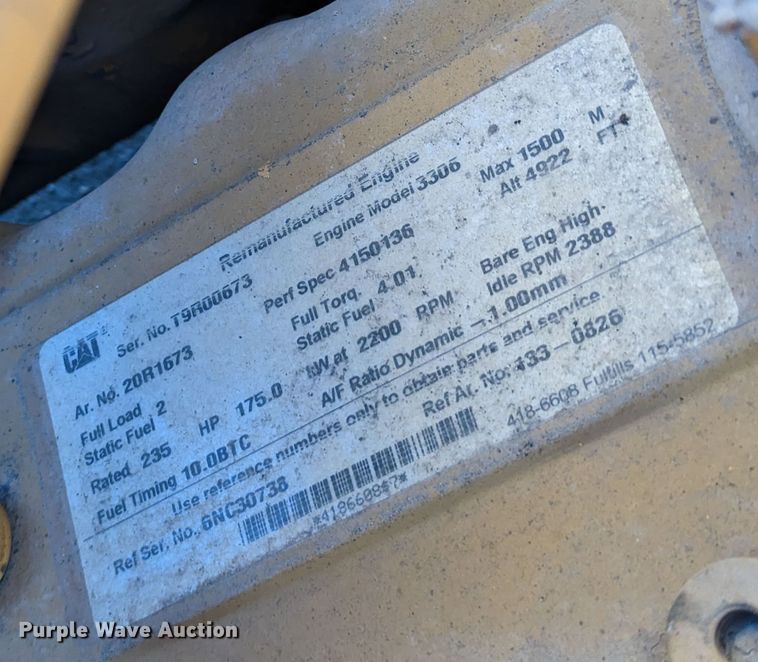 Remanufactured Engine
CAT Ser. No. T9R00673 Engine Model 3306 Max 1500 M
Ar. No. 20R1673 Perf Spec 4150136 Alt 4922 FT
Full Load Full Torq. Bare Eng High
Static Fuel 2 Static Fuel 4.01 Idle RPM 2388
Rated 235 HP 175.0 kW at 2200 RPM
Fuel Timing 10.0BTC A/F Ratio Dynamic -1.00mm
Use reference numbers only to obtain parts and service
Ref Ser. No. 6NC30738 Ref Ar. No. 133-0826
418-6608 Fulfills 115-5852
Purple Wave Auction